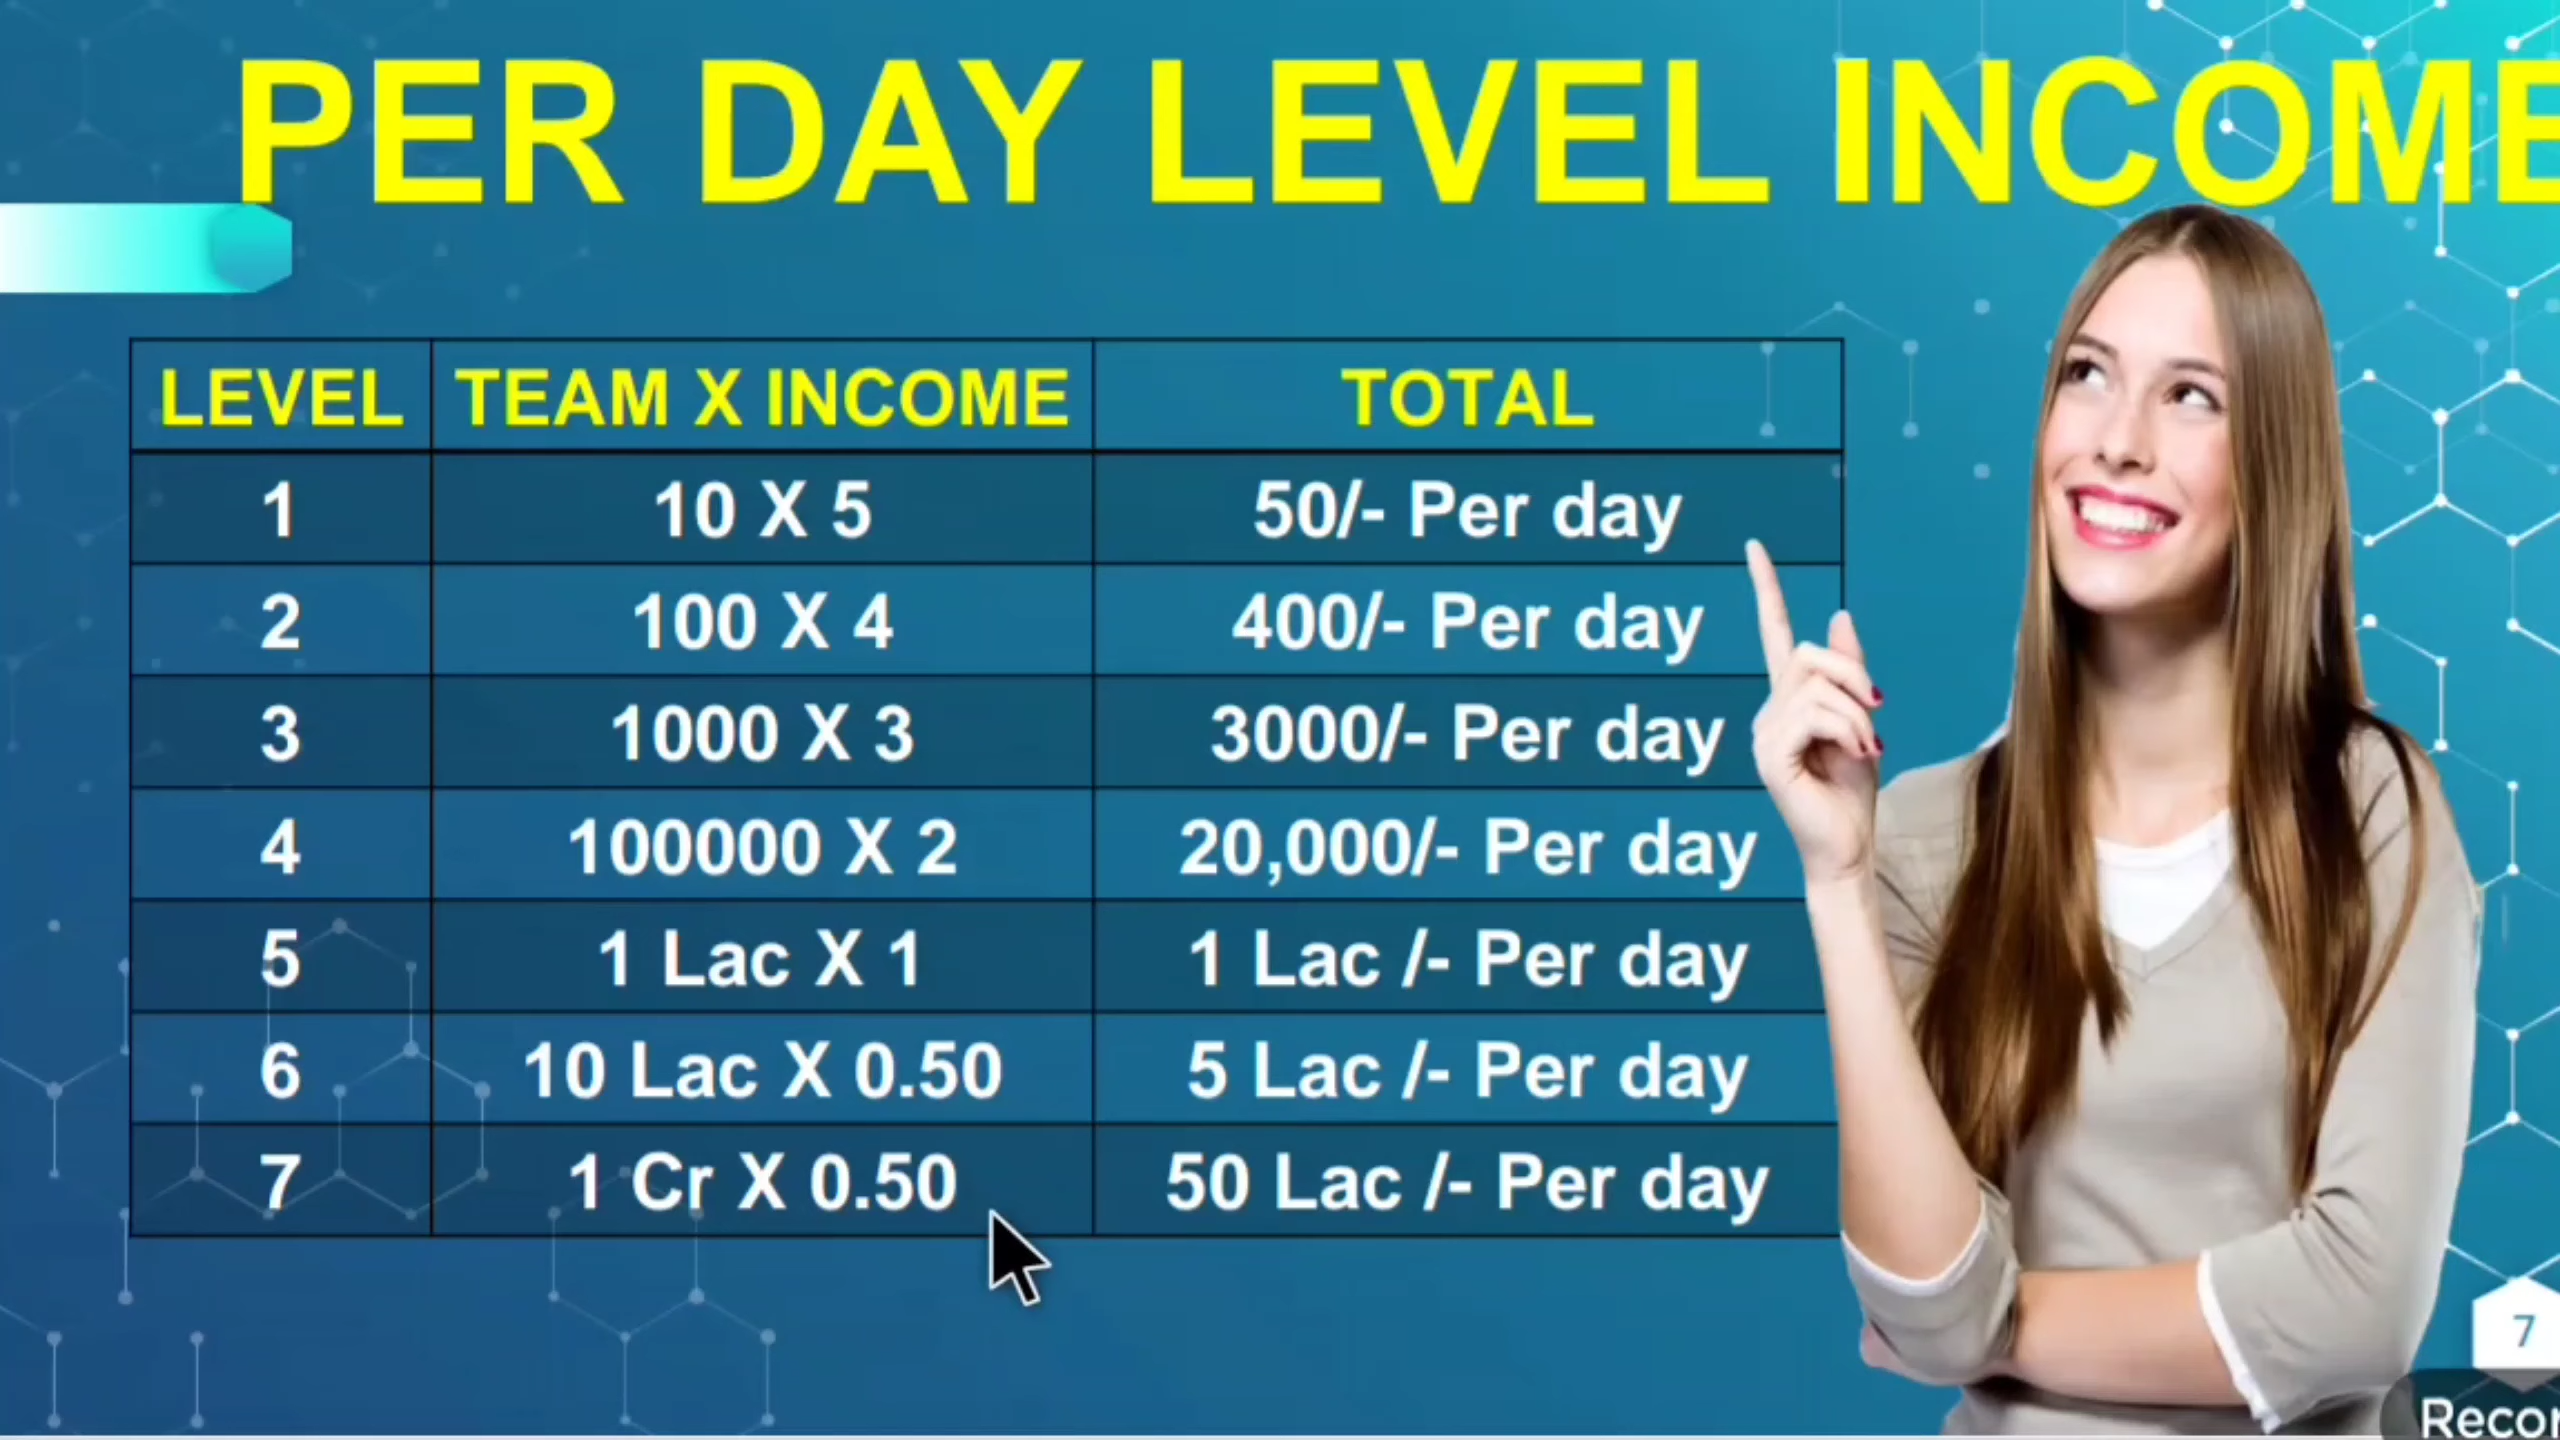 PER DAY LEVEL INCOME
LEVEL TEAM X INCOME TOTAL
1 10 X 5 50/- Per day
2 100 X 4 400/- Per day
3 1000 X 3 3000/- Per day
4 100000 X 2 20,000/- Per day
5 1 Lac X 1 1 Lac /- Per day
6 10 Lac X 0.50 5 Lac /- Per day
7 1 Cr X 0.50 50 Lac /- Per day
7